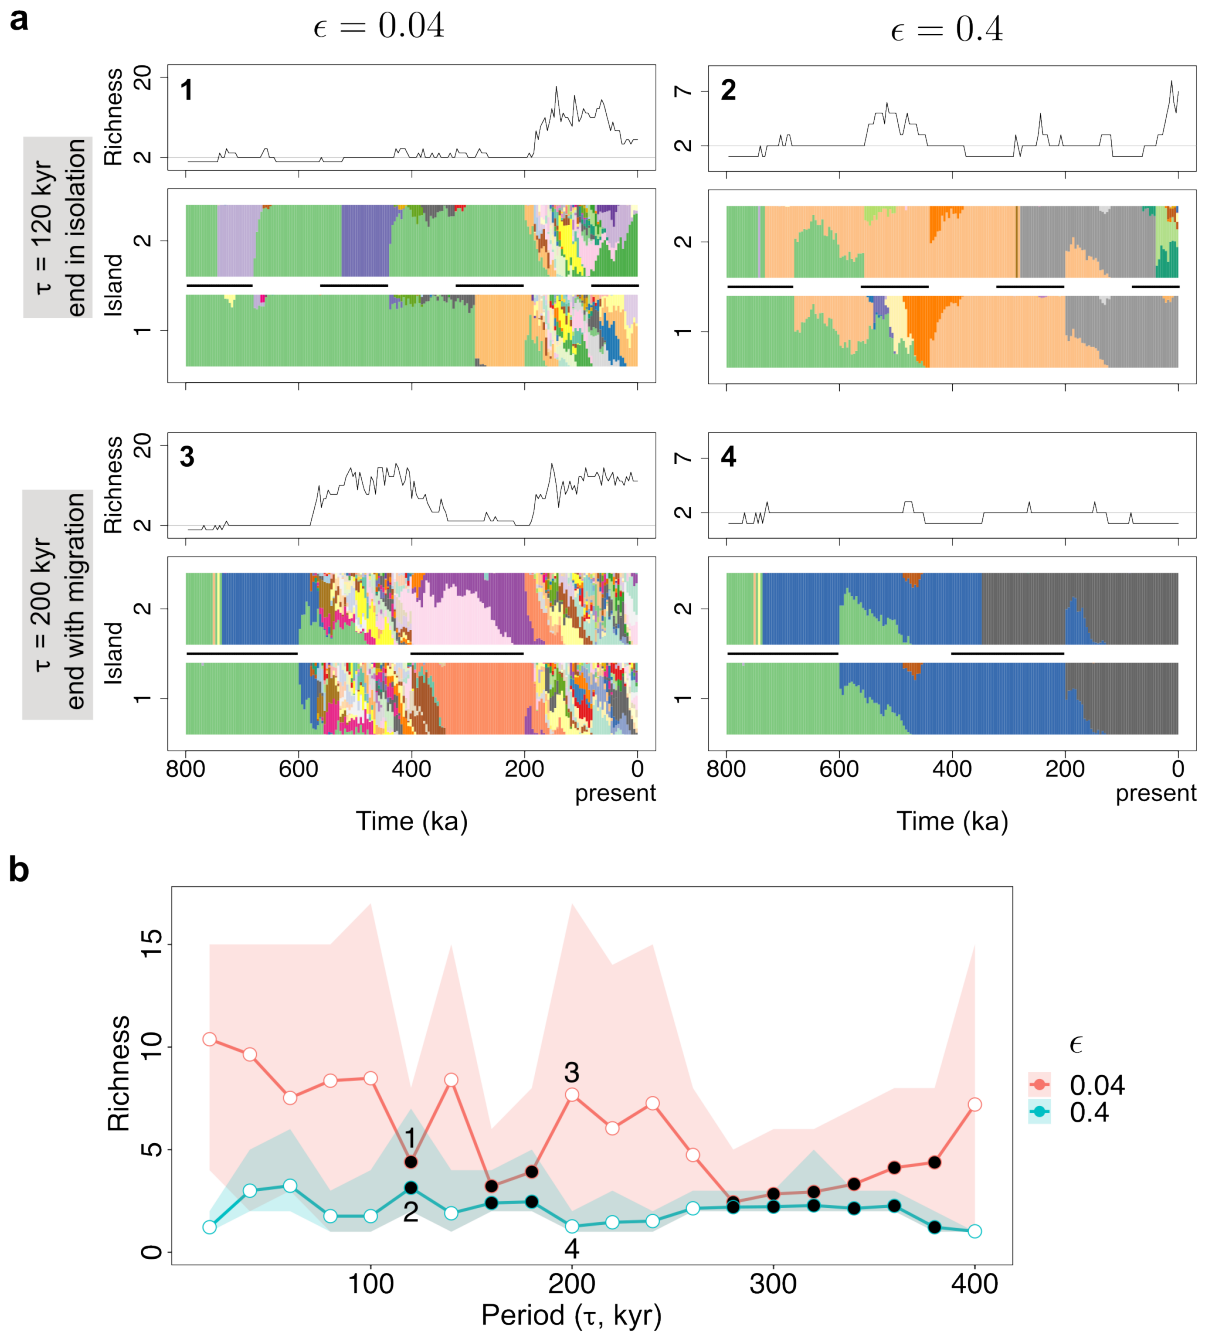 a
ϵ = 0.04
ϵ = 0.4
τ = 120 kyr
end in isolation
Richness
20
2
1
7
2
2
Island
2
1
2
1
τ = 200 kyr
end with migration
Richness
20
2
3
7
2
4
Island
2
1
2
1
800 600 400 200 0
present
Time (ka)
800 600 400 200 0
present
Time (ka)
b
Richness
15
10
5
0
1
2
3
4
100 200 300 400
Period (τ, kyr)
ϵ
0.04
0.4